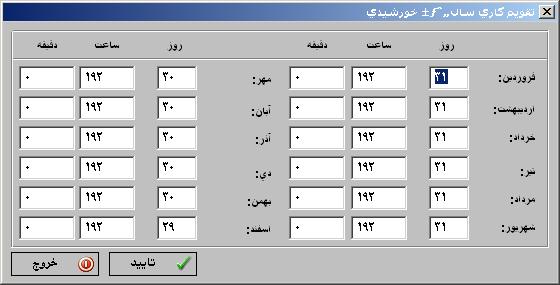 تقويم كاري سال ±ƒ„„ خورشيدي
روز ساعت دقيقه روز ساعت دقيقه
فروردين: ۳۱ ۱۹۲ ۰ مهر: ۳۰ ۱۹۲ ۰
ارديبهشت: ۳۱ ۱۹۲ ۰ آبان: ۳۰ ۱۹۲ ۰
خرداد: ۳۱ ۱۹۲ ۰ آذر: ۳۰ ۱۹۲ ۰
تير: ۳۱ ۱۹۲ ۰ دي: ۳۰ ۱۹۲ ۰
مرداد: ۳۱ ۱۹۲ ۰ بهمن: ۳۰ ۱۹۲ ۰
شهريور: ۳۱ ۱۹۲ ۰ اسفند: ۲۹ ۱۹۲ ۰
تاييد خروج